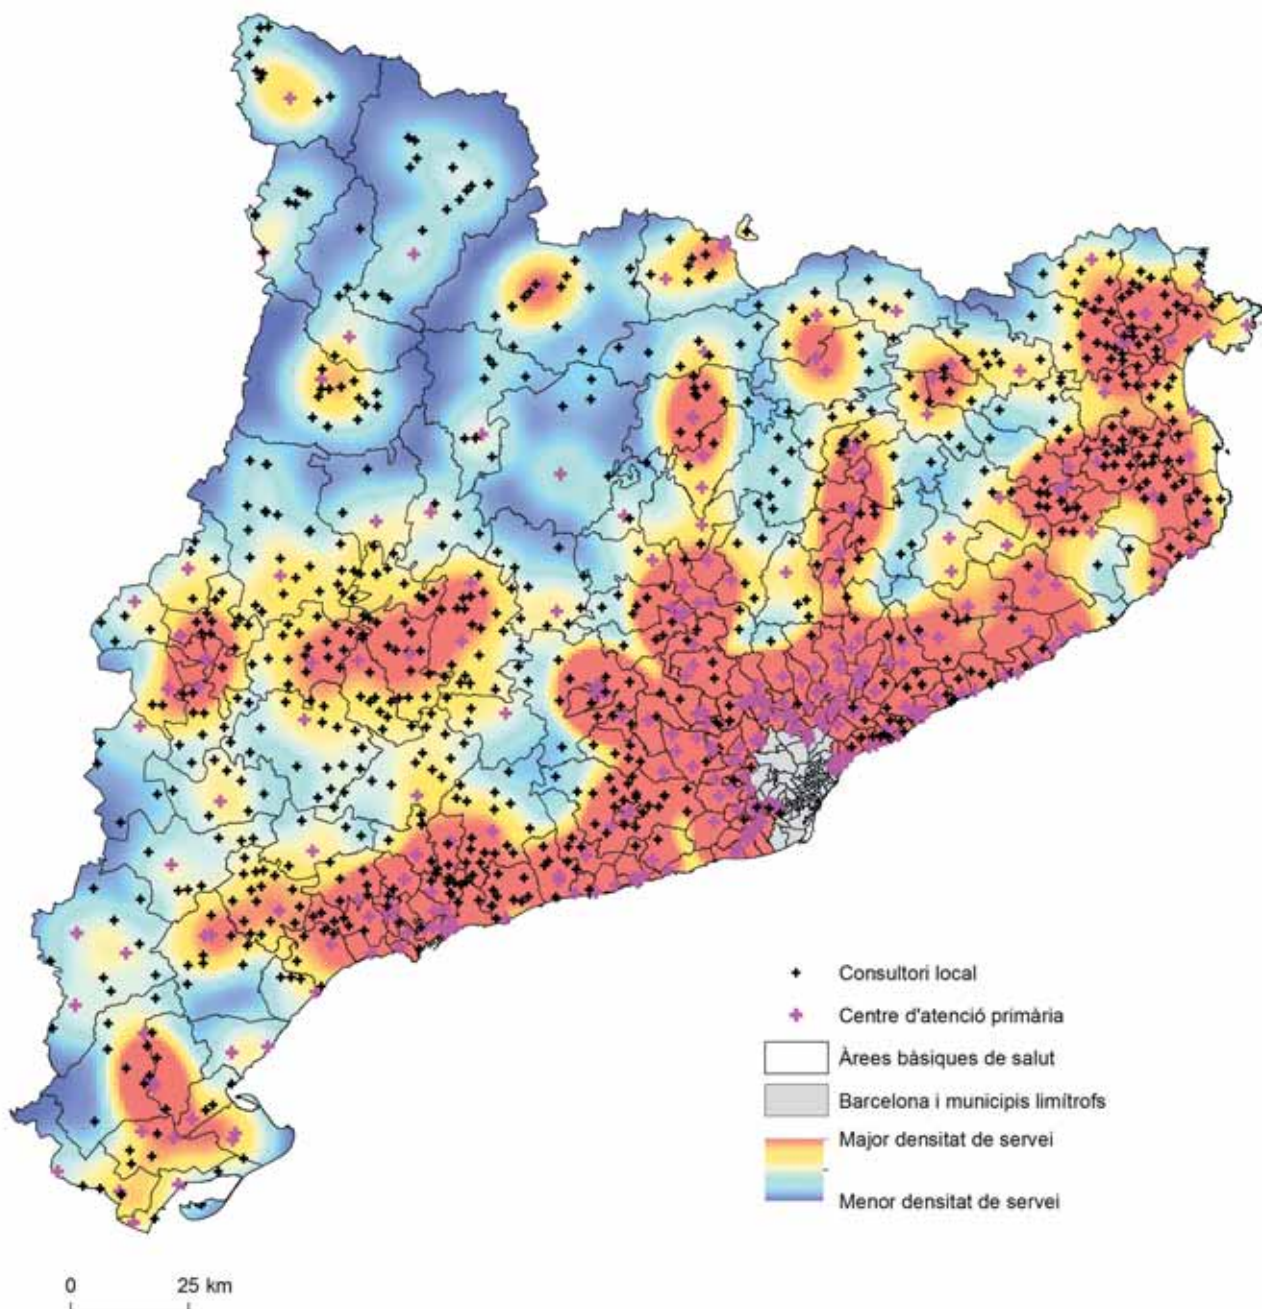 Consultori local
Centre d'atenció primària
Àrees bàsiques de salut
Barcelona i municipis limítrofs
Major densitat de servei
Menor densitat de servei
0 25 km